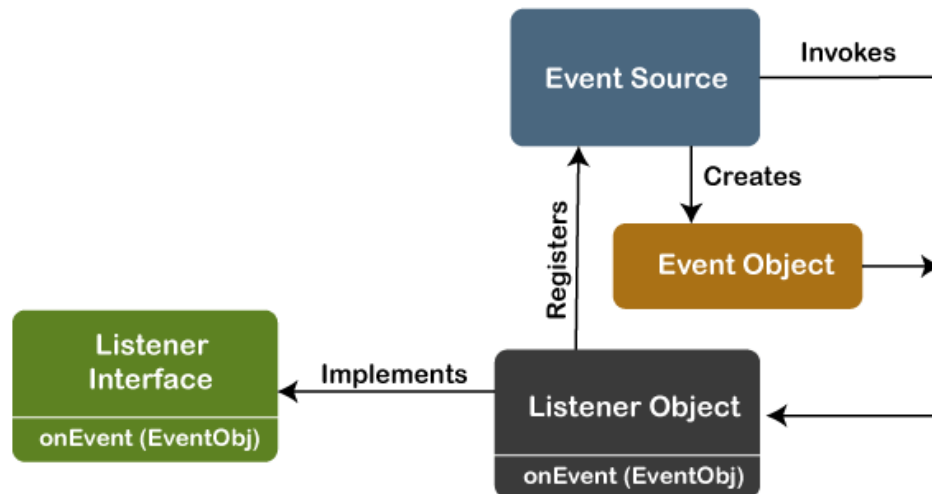 Event Source
Invokes
Creates
Registers
Event Object
Listener
Interface
onEvent (EventObj)
Implements
Listener Object
onEvent (EventObj)